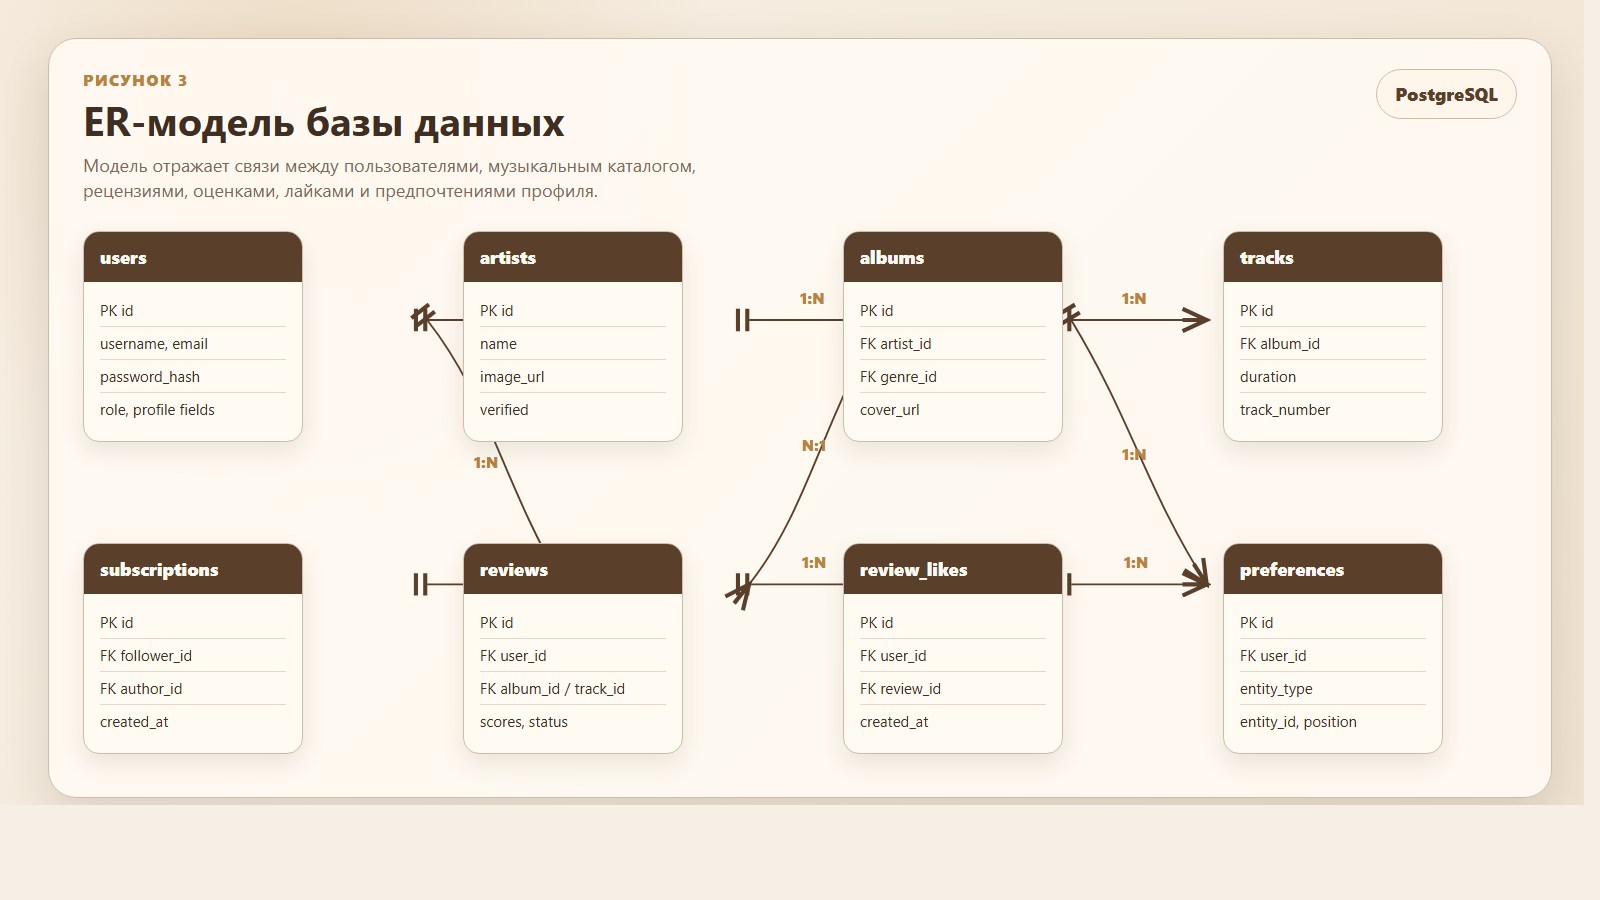 РИСУНОК 3
ER-модель базы данных
Модель отражает связи между пользователями, музыкальным каталогом,
рецензиями, оценками, лайками и предпочтениями профиля.
PostgreSQL
users
PK id
username, email
password_hash
role, profile fields
artists
PK id
name
image_url
verified
1:N
albums
PK id
FK artist_id
FK genre_id
cover_url
1:N
tracks
PK id
FK album_id
duration
track_number
1:N
N:1
1:N
subscriptions
PK id
FK follower_id
FK author_id
created_at
reviews
PK id
FK user_id
FK album_id / track_id
scores, status
1:N
review_likes
PK id
FK user_id
FK review_id
created_at
1:N
preferences
PK id
FK user_id
entity_type
entity_id, position